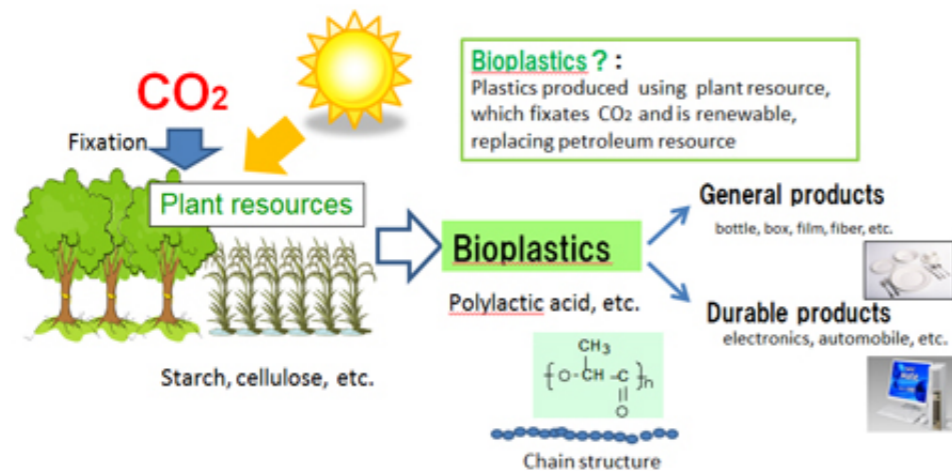 CO₂
Fixation
Plant resources
Starch, cellulose, etc.
Bioplastics？：
Plastics produced using plant resource,
which fixates CO₂ and is renewable,
replacing petroleum resource
Bioplastics
Polylactic acid, etc.
CH₃
{O-CH-C}n
O
Chain structure
General products
bottle, box, film, fiber, etc.
Durable products
electronics, automobile, etc.